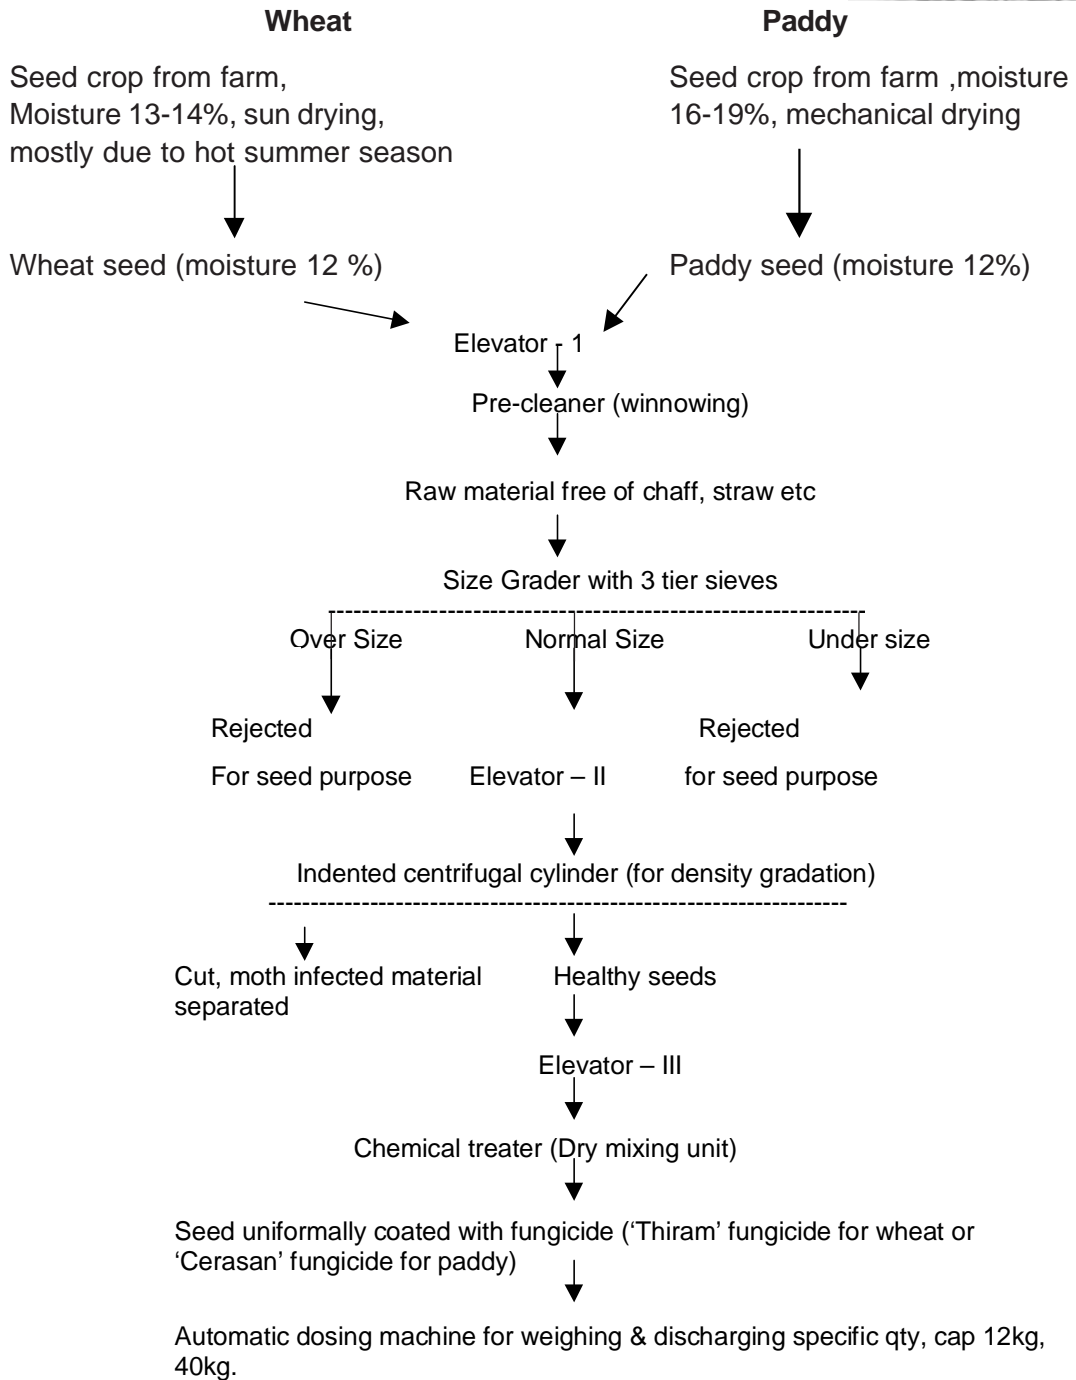 Wheat
Paddy
Seed crop from farm,
Moisture 13-14%, sun drying,
mostly due to hot summer season
Seed crop from farm ,moisture
16-19%, mechanical drying
Wheat seed (moisture 12 %)
Paddy seed (moisture 12%)
Elevator - 1
Pre-cleaner (winnowing)
Raw material free of chaff, straw etc
Size Grader with 3 tier sieves
Over Size
Normal Size
Under size
Rejected
For seed purpose
Elevator – II
Rejected
for seed purpose
Indented centrifugal cylinder (for density gradation)
Cut, moth infected material
separated
Healthy seeds
Elevator – III
Chemical treater (Dry mixing unit)
Seed uniformally coated with fungicide (‘Thiram’ fungicide for wheat or
‘Cerasan’ fungicide for paddy)
Automatic dosing machine for weighing & discharging specific qty, cap 12kg,
40kg.